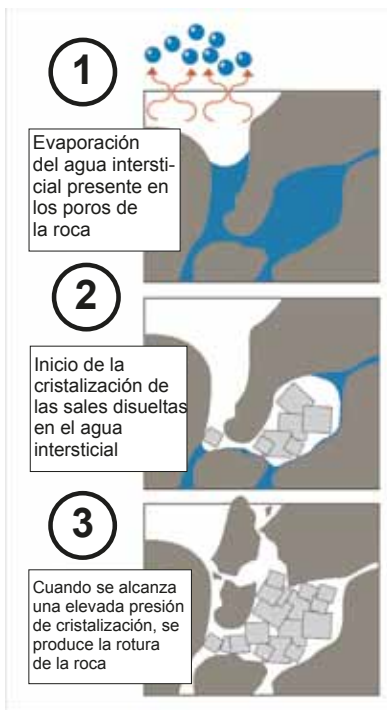 1
Evaporación
del agua intersti-
cial presente en
los poros de
la roca
2
Inicio de la
cristalización de
las sales disueltas
en el agua
intersticial
3
Cuando se alcanza
una elevada presión
de cristalización, se
produce la rotura
de la roca